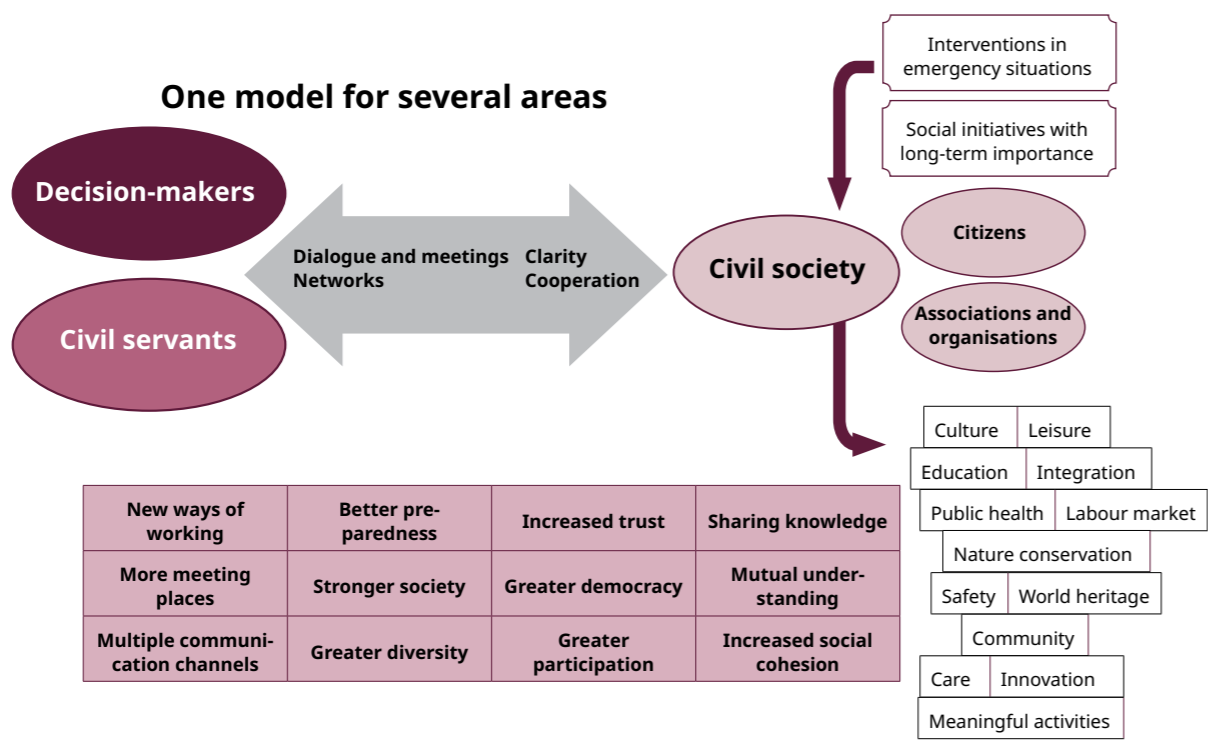 One model for several areas
Decision-makers
Civil servants
Dialogue and meetings
Networks
Clarity
Cooperation
Civil society
Interventions in
emergency situations
Social initiatives with
long-term importance
Citizens
Associations and
organisations
Culture
Leisure
Education
Integration
Public health
Labour market
Nature conservation
Safety
World heritage
Community
Care
Innovation
Meaningful activities
New ways of
working
Better pre-
paredness
Increased trust
Sharing knowledge
More meeting
places
Stronger society
Greater democracy
Mutual under-
standing
Multiple communi-
cation channels
Greater diversity
Greater
participation
Increased social
cohesion